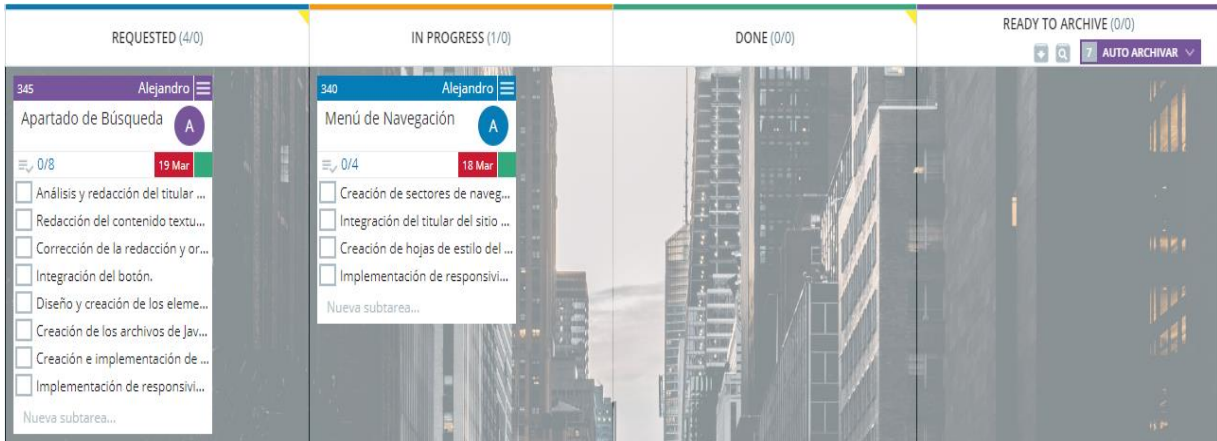 REQUESTED (4/0)
IN PROGRESS (1/0)
DONE (0/0)
READY TO ARCHIVE (0/0)
7 AUTO ARCHIVAR
345 Alejandro
Apartado de Búsqueda
A
0/8 19 Mar
Análisis y redacción del titular ...
Redacción del contenido textu...
Corrección de la redacción y or...
Integración del botón.
Diseño y creación de los eleme...
Creación de los archivos de Jav...
Creación e implementación de ...
Implementación de responsivi...
Nueva subtarea...
340 Alejandro
Menú de Navegación
A
0/4 18 Mar
Creación de sectores de naveg...
Integración del titular del sitio ...
Creación de hojas de estilo del ...
Implementación de responsivi...
Nueva subtarea...